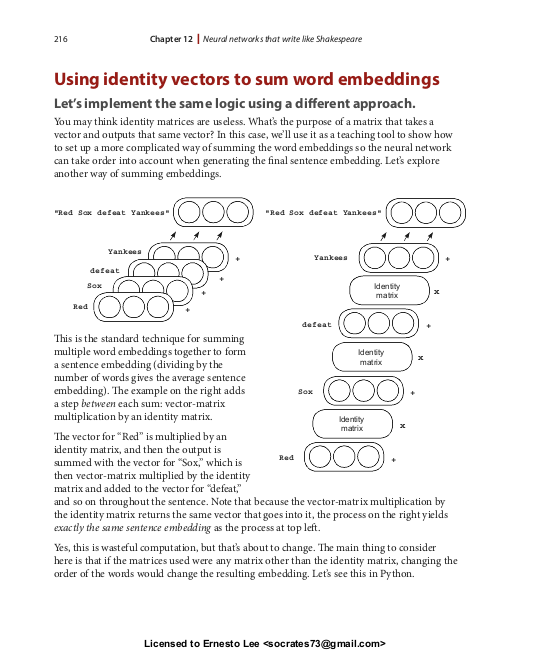 216
Chapter 12 | Neural networks that write like Shakespeare
Using identity vectors to sum word embeddings
Let's implement the same logic using a different approach.
You may think identity matrices are useless. What's the purpose of a matrix that takes a
vector and outputs that same vector? In this case, we'll use it as a teaching tool to show how
to set up a more complicated way of summing the word embeddings so the neural network
can take order into account when generating the final sentence embedding. Let's explore
another way of summing embeddings.
"Red Sox defeat Yankees"
Yankees
+
defeat
+
Sox
+
Red
+
"Red Sox defeat Yankees"
Yankees
+
Identity
matrix
x
defeat
+
Identity
matrix
x
Sox
+
Identity
matrix
x
Red
+
This is the standard technique for summing
multiple word embeddings together to form
a sentence embedding (dividing by the
number of words gives the average sentence
embedding). The example on the right adds
a step between each sum: vector-matrix
multiplication by an identity matrix.
The vector for "Red" is multiplied by an
identity matrix, and then the output is
summed with the vector for "Sox," which is
then vector-matrix multiplied by the identity
matrix and added to the vector for "defeat,"
and so on throughout the sentence. Note that because the vector-matrix multiplication by
the identity matrix returns the same vector that goes into it, the process on the right yields
exactly the same sentence embedding as the process at top left.
Yes, this is wasteful computation, but that's about to change. The main thing to consider
here is that if the matrices used were any matrix other than the identity matrix, changing the
order of the words would change the resulting embedding. Let's see this in Python.
Licensed to Ernesto Lee <socrates73@gmail.com>